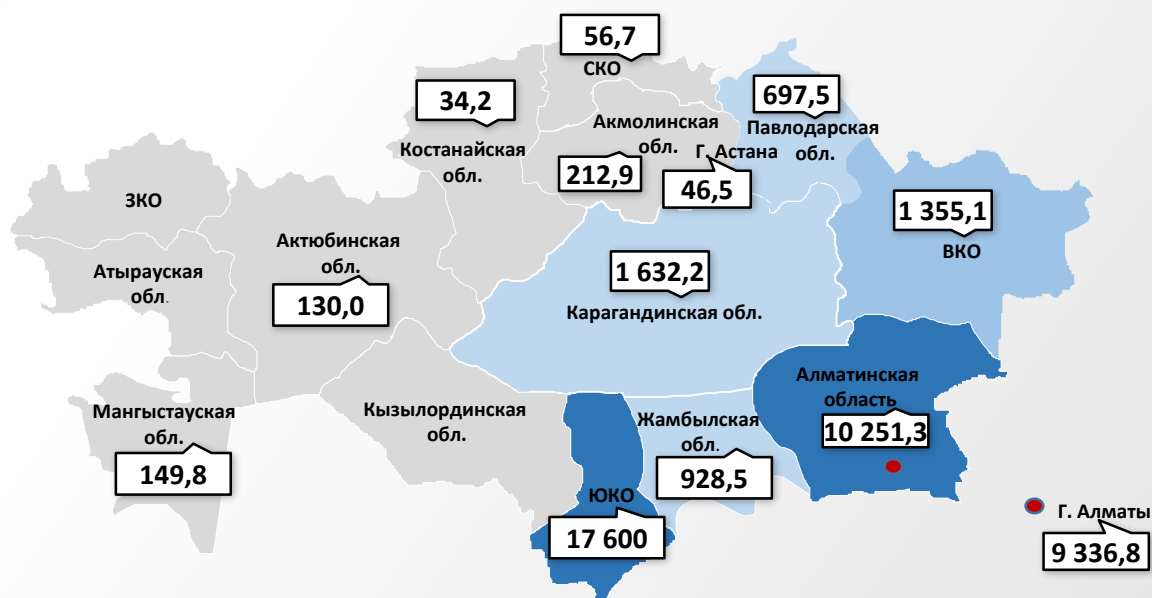 56,7
СКО
34,2
Костанайская
обл.
Акмолинская
обл.
212,9
Г. Астана
46,5
697,5
Павлодарская
обл.
1 355,1
ВКО
ЗКО
Атырауская
обл.
Актюбинская
обл.
130,0
1 632,2
Карагандинская обл.
Мангыстауская
обл.
149,8
Кызылординская
обл.
ЮКО
17 600
Жамбылская
обл.
928,5
Алматинская
область
10 251,3
Г. Алматы
9 336,8